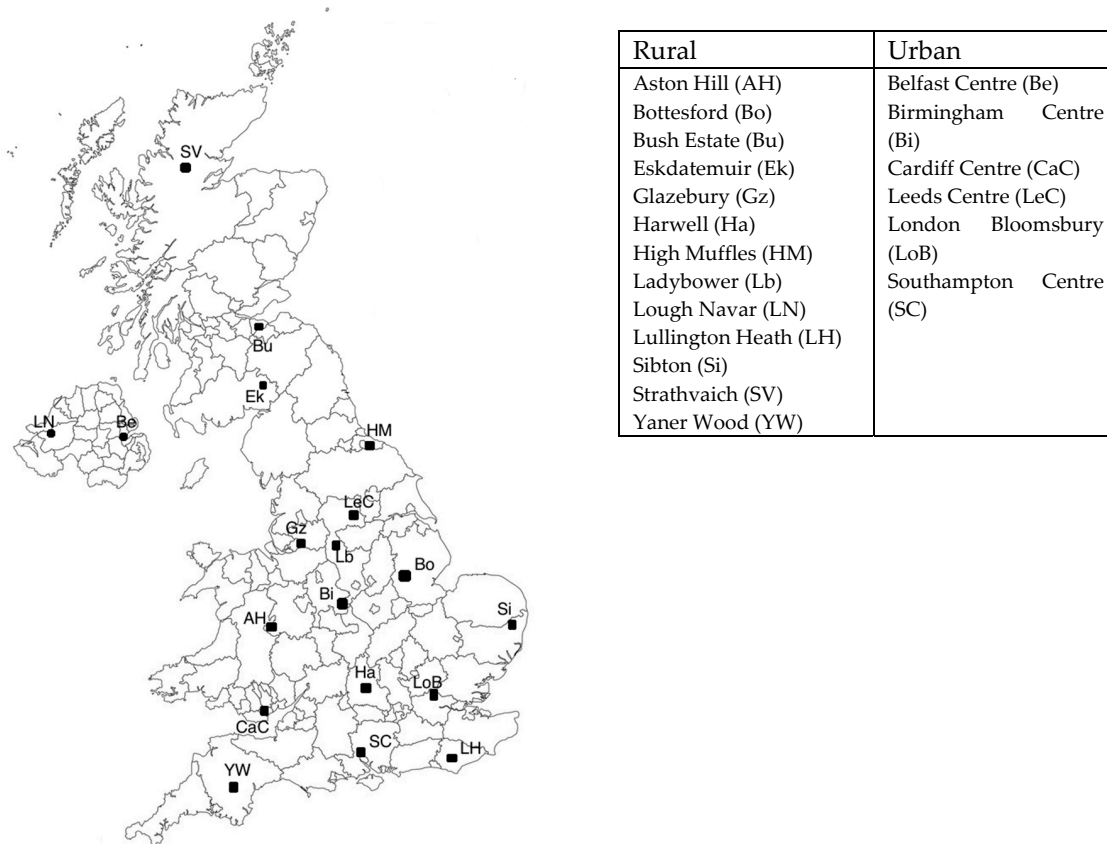 SV
Bu
Ek
LN
Be
HM
LeC
Gz
Lb
Bo
Bi
Si
AH
Ha
LoB
CaC
SC
LH
YW
Rural
Urban
Aston Hill (AH)
Bottesford (Bo)
Bush Estate (Bu)
Eskdatemuir (Ek)
Glazebury (Gz)
Harwell (Ha)
High Muffles (HM)
Ladybower (Lb)
Lough Navar (LN)
Lullington Heath (LH)
Sibton (Si)
Strathvaich (SV)
Yaner Wood (YW)
Belfast Centre (Be)
Birmingham Centre
(Bi)
Cardiff Centre (CaC)
Leeds Centre (LeC)
London Bloomsbury
(LoB)
Southampton Centre
(SC)